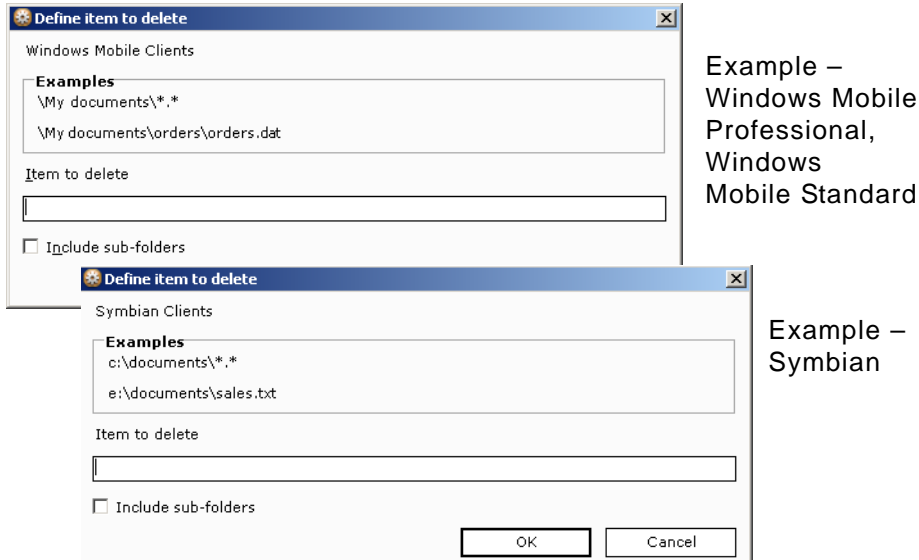 Define item to delete
Windows Mobile Clients
Examples
\My documents\*.*
\My documents\orders\orders.dat
Item to delete
Include sub-folders
Example –
Windows Mobile
Professional,
Windows
Mobile Standard
Define item to delete
Symbian Clients
Examples
c:\documents\*.*
e:\documents\sales.txt
Item to delete
Include sub-folders
OK Cancel
Example –
Symbian